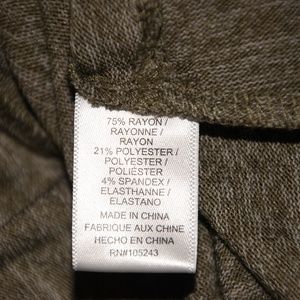 75% RAYON /
RAYONNE /
RAYON
21% POLYESTER /
POLYESTER /
POLIÉSTER
4% SPANDEX /
ELASTHANNE /
ELASTANO
MADE IN CHINA
FABRIQUE AUX CHINE
HECHO EN CHINA
RN#105243